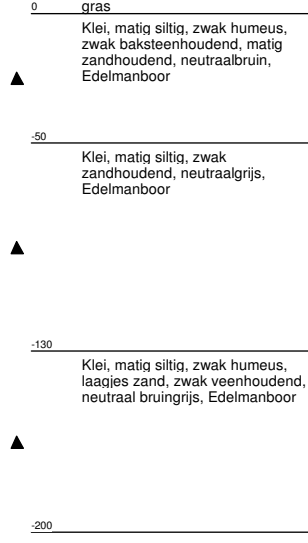 0 gras
Klei, matig siltig, zwak humeus,
zwak baksteenhoudend, matig
zandhoudend, neutraalbruin,
Edelmanboor
-50
Klei, matig siltig, zwak
zandhoudend, neutraalgrijs,
Edelmanboor
-130
Klei, matig siltig, zwak humeus,
laagjes zand, zwak veenhoudend,
neutraal bruingrijs, Edelmanboor
-200